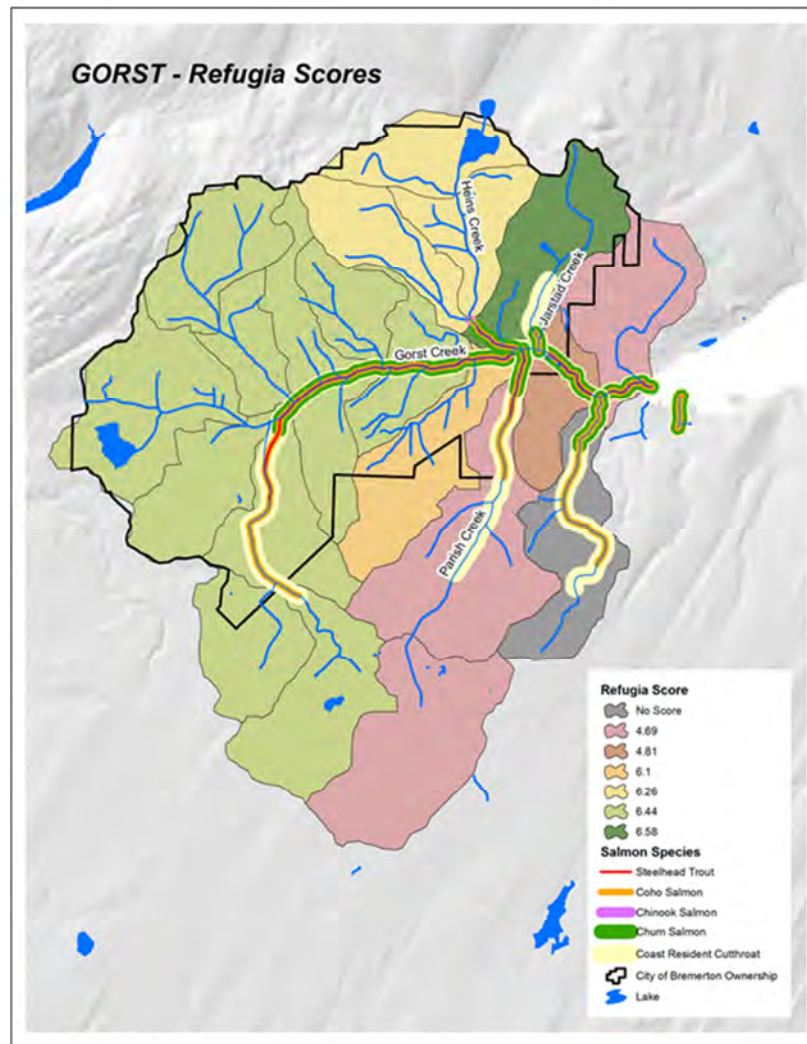 GORST - Refugia Scores
Heins Creek
Jarstad Creek
Gorst Creek
Parish Creek
Refugia Score
No Score
4.69
4.81
6.1
6.26
6.44
6.58
Salmon Species
Steelhead Trout
Coho Salmon
Chinook Salmon
Chum Salmon
Coast Resident Cutthroat
City of Bremerton Ownership
Lake